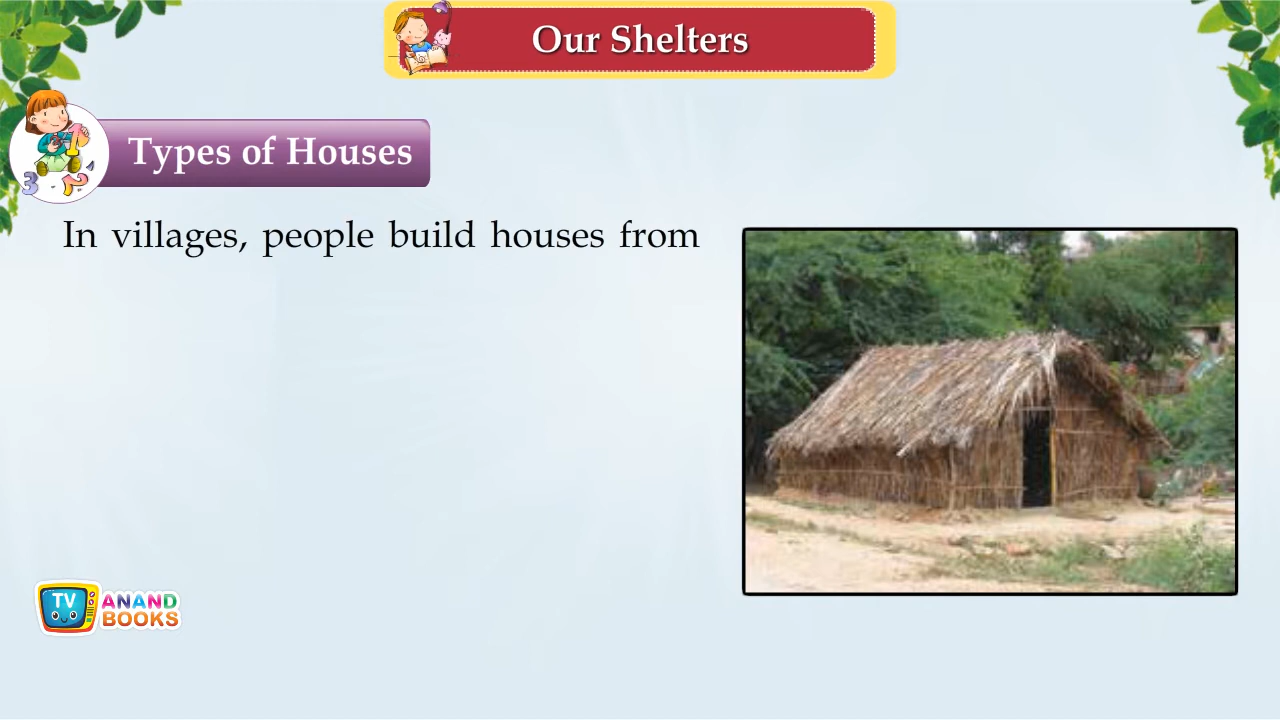 Our Shelters
Types of Houses
In villages, people build houses from
TV
ANAND
BOOKS